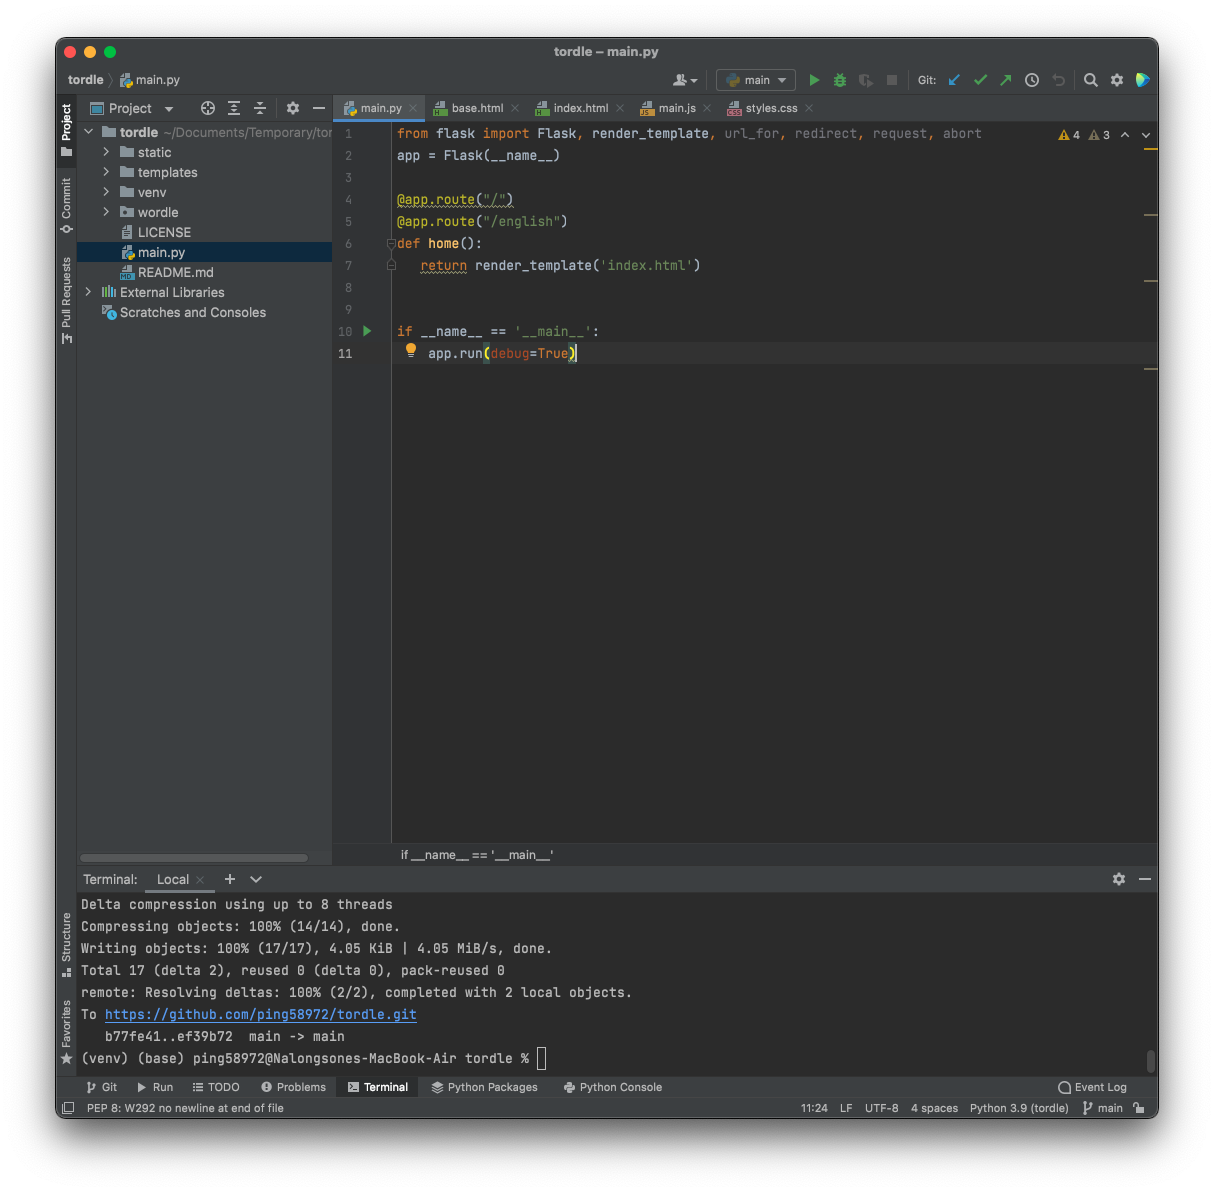 tordle – main.py
tordle main.py
main Git:
Project
main.py base.html index.html main.js styles.css
Project
Commit
Pull Requests
Structure
Favorites
tordle ~/Documents/Temporary/tor
static
templates
venv
wordle
LICENSE
main.py
README.md
External Libraries
Scratches and Consoles
1 from flask import Flask, render_template, url_for, redirect, request, abort
4 3
2 app = Flask(__name__)
3
4 @app.route("/")
5 @app.route("/english")
6 def home():
7 return render_template('index.html')
8
9
10 if __name__ == '__main__':
11 app.run(debug=True)
if __name__ == '__main__'
Terminal: Local
Delta compression using up to 8 threads
Compressing objects: 100% (14/14), done.
Writing objects: 100% (17/17), 4.05 KiB | 4.05 MiB/s, done.
Total 17 (delta 2), reused 0 (delta 0), pack-reused 0
remote: Resolving deltas: 100% (2/2), completed with 2 local objects.
To https://github.com/ping58972/tordle.git
b77fe41..ef39b72 main -> main
(venv) (base) ping58972@Nalongsones-MacBook-Air tordle %
Git Run TODO Problems Terminal Python Packages Python Console Event Log
PEP 8: W292 no newline at end of file 11:24 LF UTF-8 4 spaces Python 3.9 (tordle) main